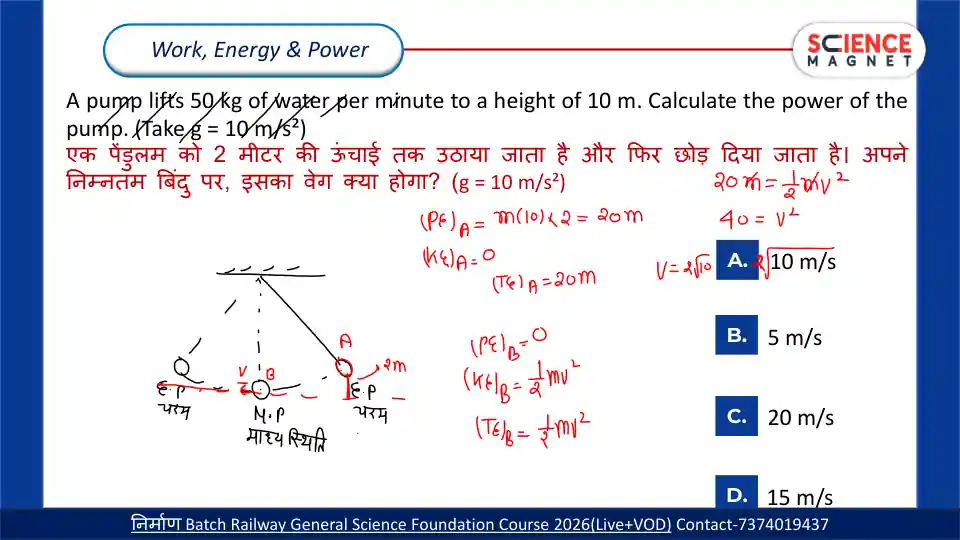 Work, Energy & Power
SCIENCE
MAGNET
A pump lifts 50 kg of water per minute to a height of 10 m. Calculate the power of the
pump. (Take g = 10 m/s²)
एक पेंडुलम को 2 मीटर की ऊंचाई तक उठाया जाता है और फिर छोड़ दिया जाता है। अपने
निम्नतम बिंदु पर, इसका वेग क्या होगा? (g = 10 m/s²)
20m = 1/2 mv²
(PE)A = m(10) × 2 = 20m
40 = v²
(KE)A = 0
V = 2√10
A. 2√10 m/s
(TE)A = 20m
A
(PE)B = 0
B. 5 m/s
2m
V
B
(KE)B = 1/2 mv²
E.P
चरम
M.P
माध्य स्थिति
E.P
चरम
C. 20 m/s
(TE)B = 1/2 mv²
D. 15 m/s
निर्माण Batch Railway General Science Foundation Course 2026(Live+VOD) Contact-7374019437